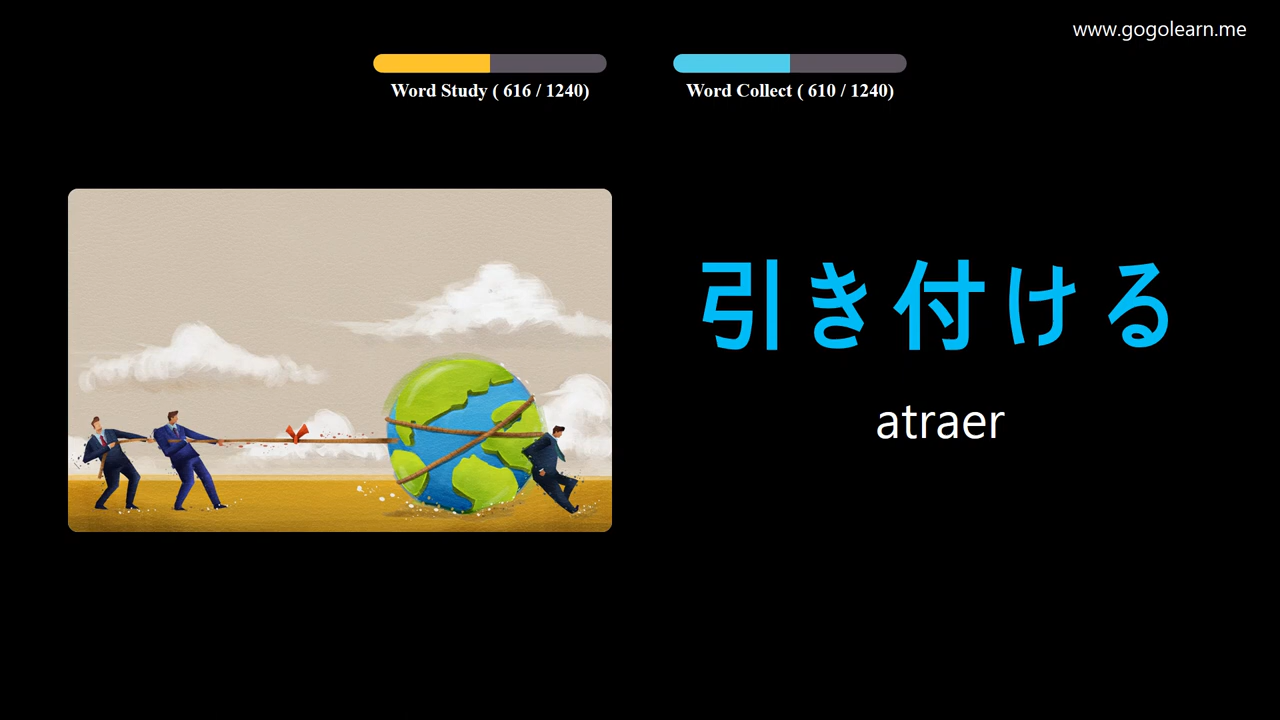 www.gogolearn.me
Word Study ( 616 / 1240)
Word Collect ( 610 / 1240)
引き付ける
atraer